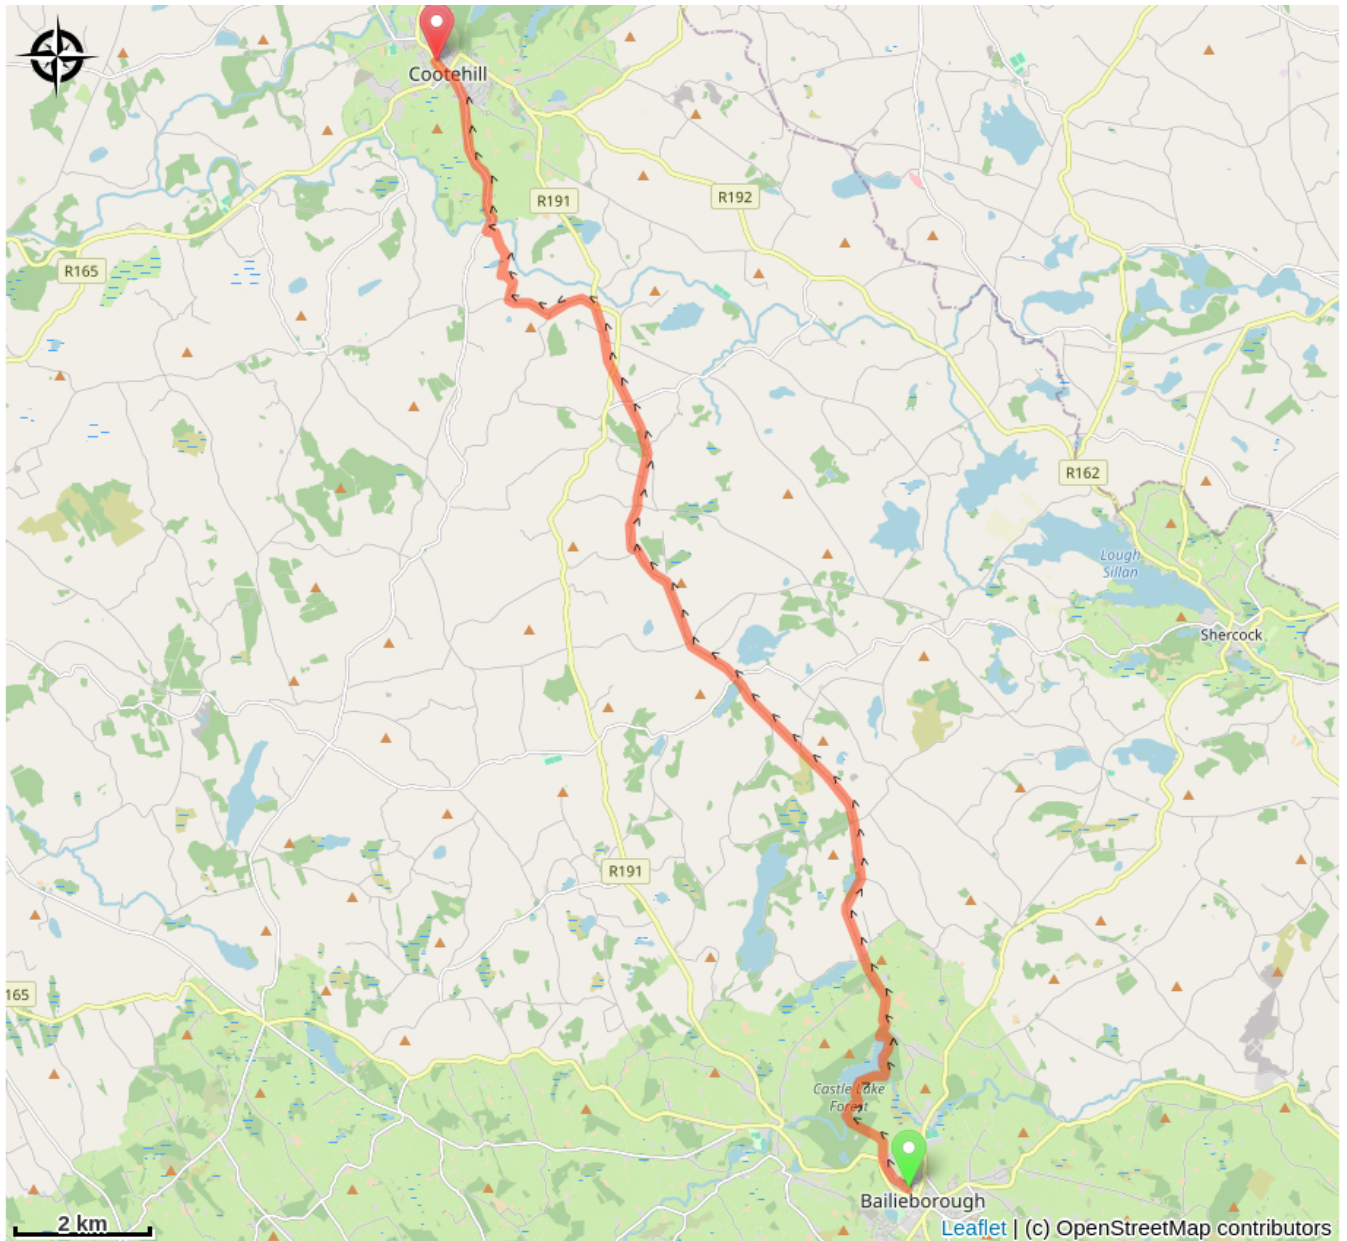 Cootehill
R191
R192
R165
R162
Lough
Sillan
Shercock
R191
165
Castle Lake
Forest
Bailieborough
2 km
Leaflet | (c) OpenStreetMap contributors